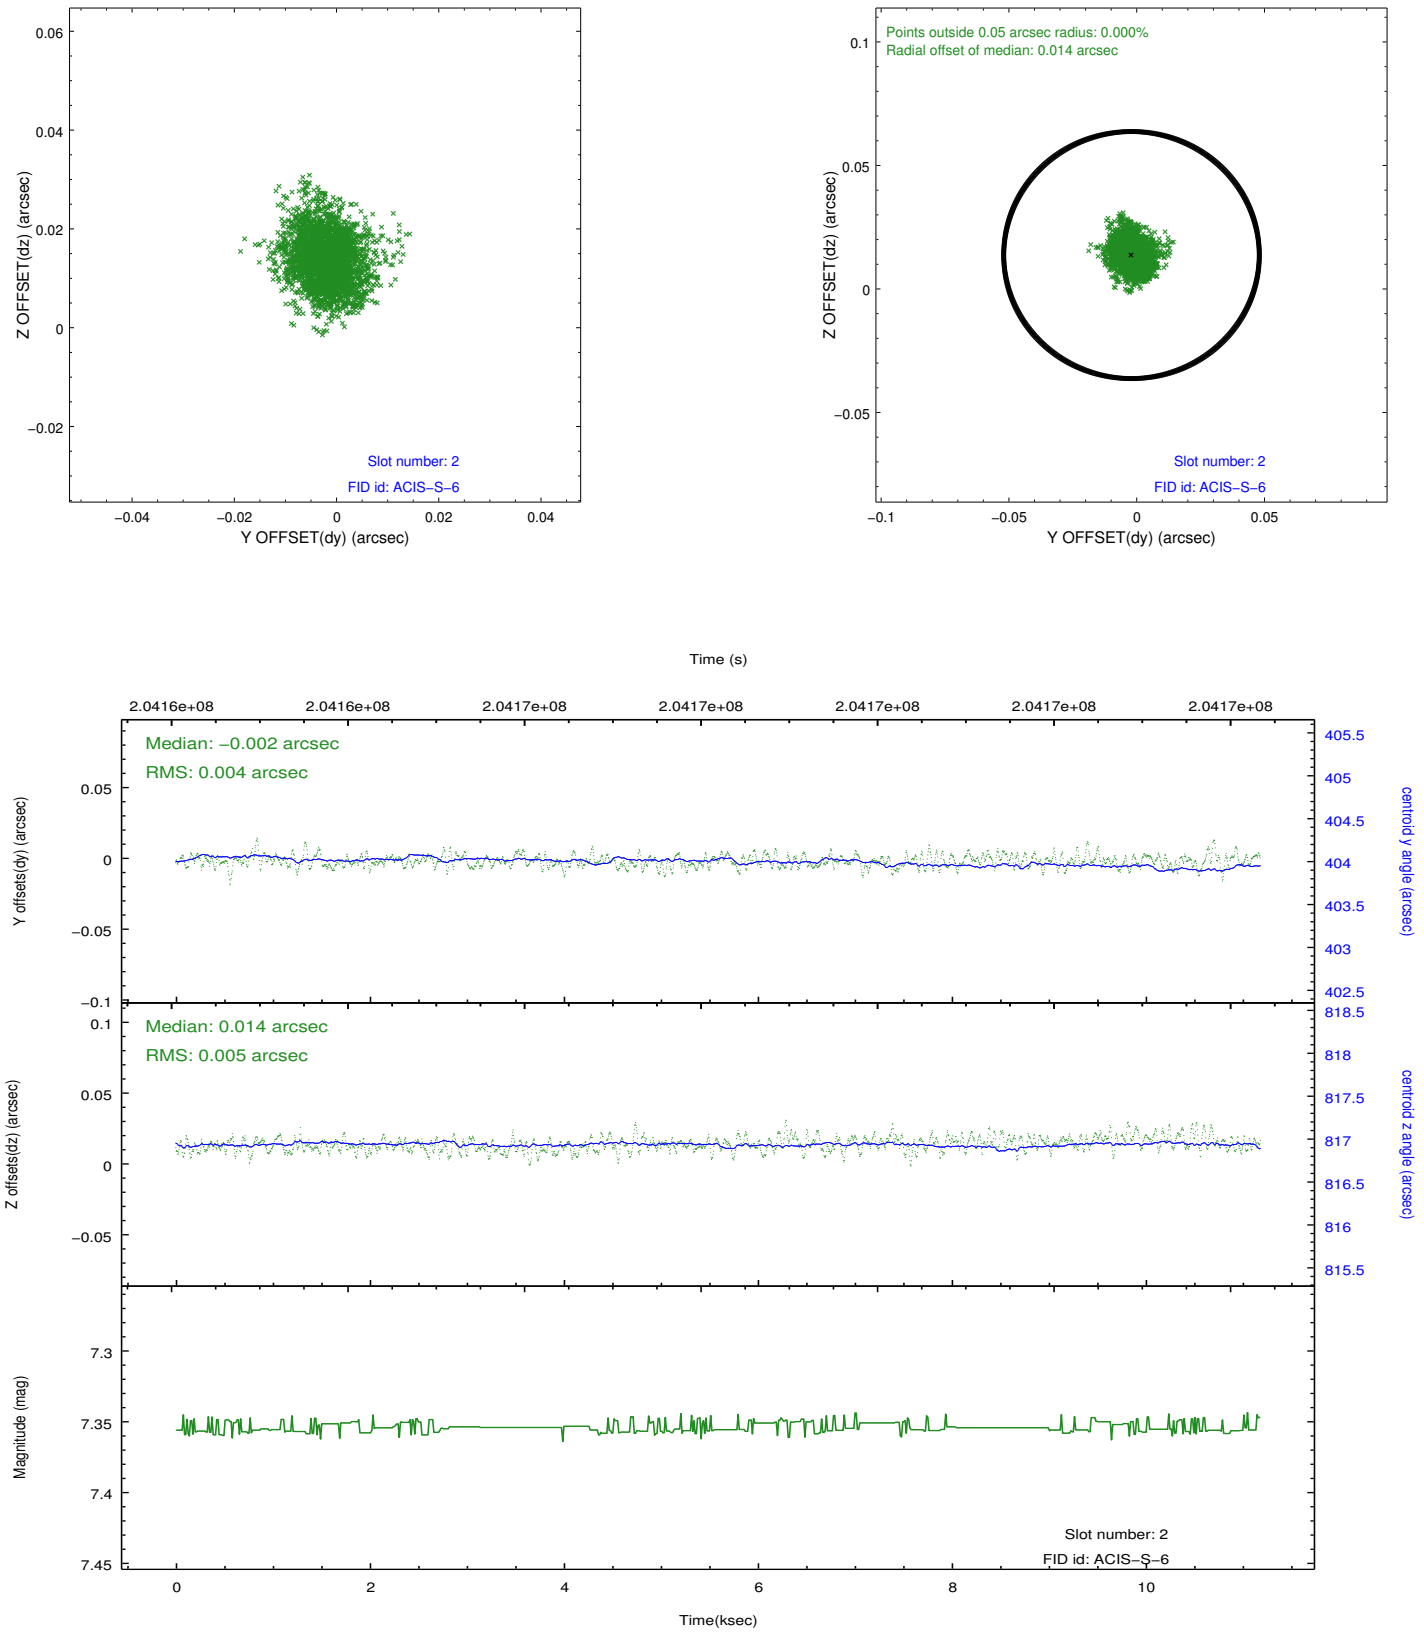 0.06
0.04
0.02
0
−0.02
Z OFFSET(dz) (arcsec)
Slot number: 2
FID id: ACIS−S−6
−0.04
−0.02
0
0.02
0.04
Y OFFSET(dy) (arcsec)
Points outside 0.05 arcsec radius: 0.000%
Radial offset of median: 0.014 arcsec
0.1
0.05
0
−0.05
Z OFFSET(dz) (arcsec)
Slot number: 2
FID id: ACIS−S−6
−0.1
−0.05
0
0.05
Y OFFSET(dy) (arcsec)
Time (s)
2.0416e+08
2.0416e+08
2.0417e+08
2.0417e+08
2.0417e+08
2.0417e+08
2.0417e+08
Median: −0.002 arcsec
RMS: 0.004 arcsec
0.05
0
−0.05
−0.1
Y offsets(dy) (arcsec)
405.5
405
404.5
404
403.5
403
402.5
centroid y angle (arcsec)
Median: 0.014 arcsec
RMS: 0.005 arcsec
0.1
0.05
0
−0.05
Z offsets(dz) (arcsec)
818.5
818
817.5
817
816.5
816
815.5
centroid z angle (arcsec)
7.3
7.35
7.4
7.45
Magnitude (mag)
Slot number: 2
FID id: ACIS−S−6
0
2
4
6
8
10
Time(ksec)